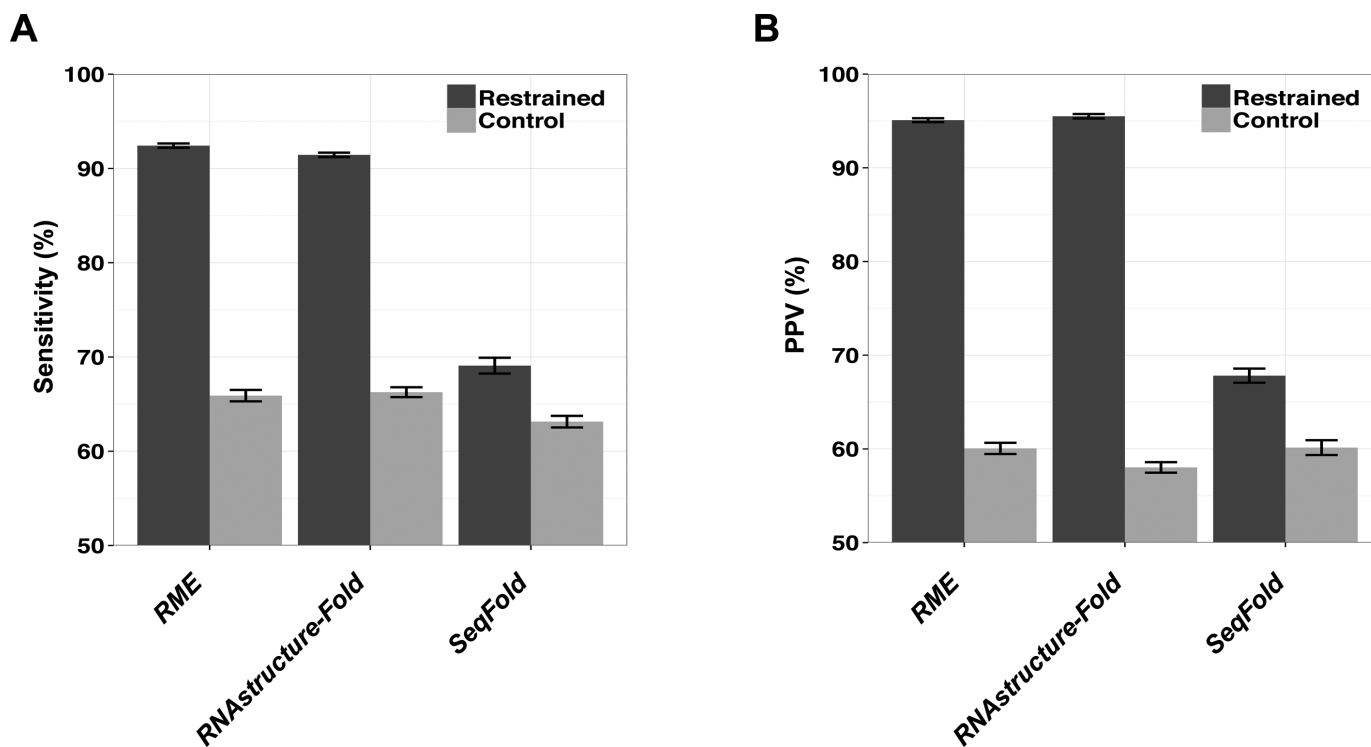 A
Sensitivity (%)
100
90
80
70
60
50
Restrained
Control
RME
RNAstructure-Fold
SeqFold
B
PPV (%)
100
90
80
70
60
50
Restrained
Control
RME
RNAstructure-Fold
SeqFold